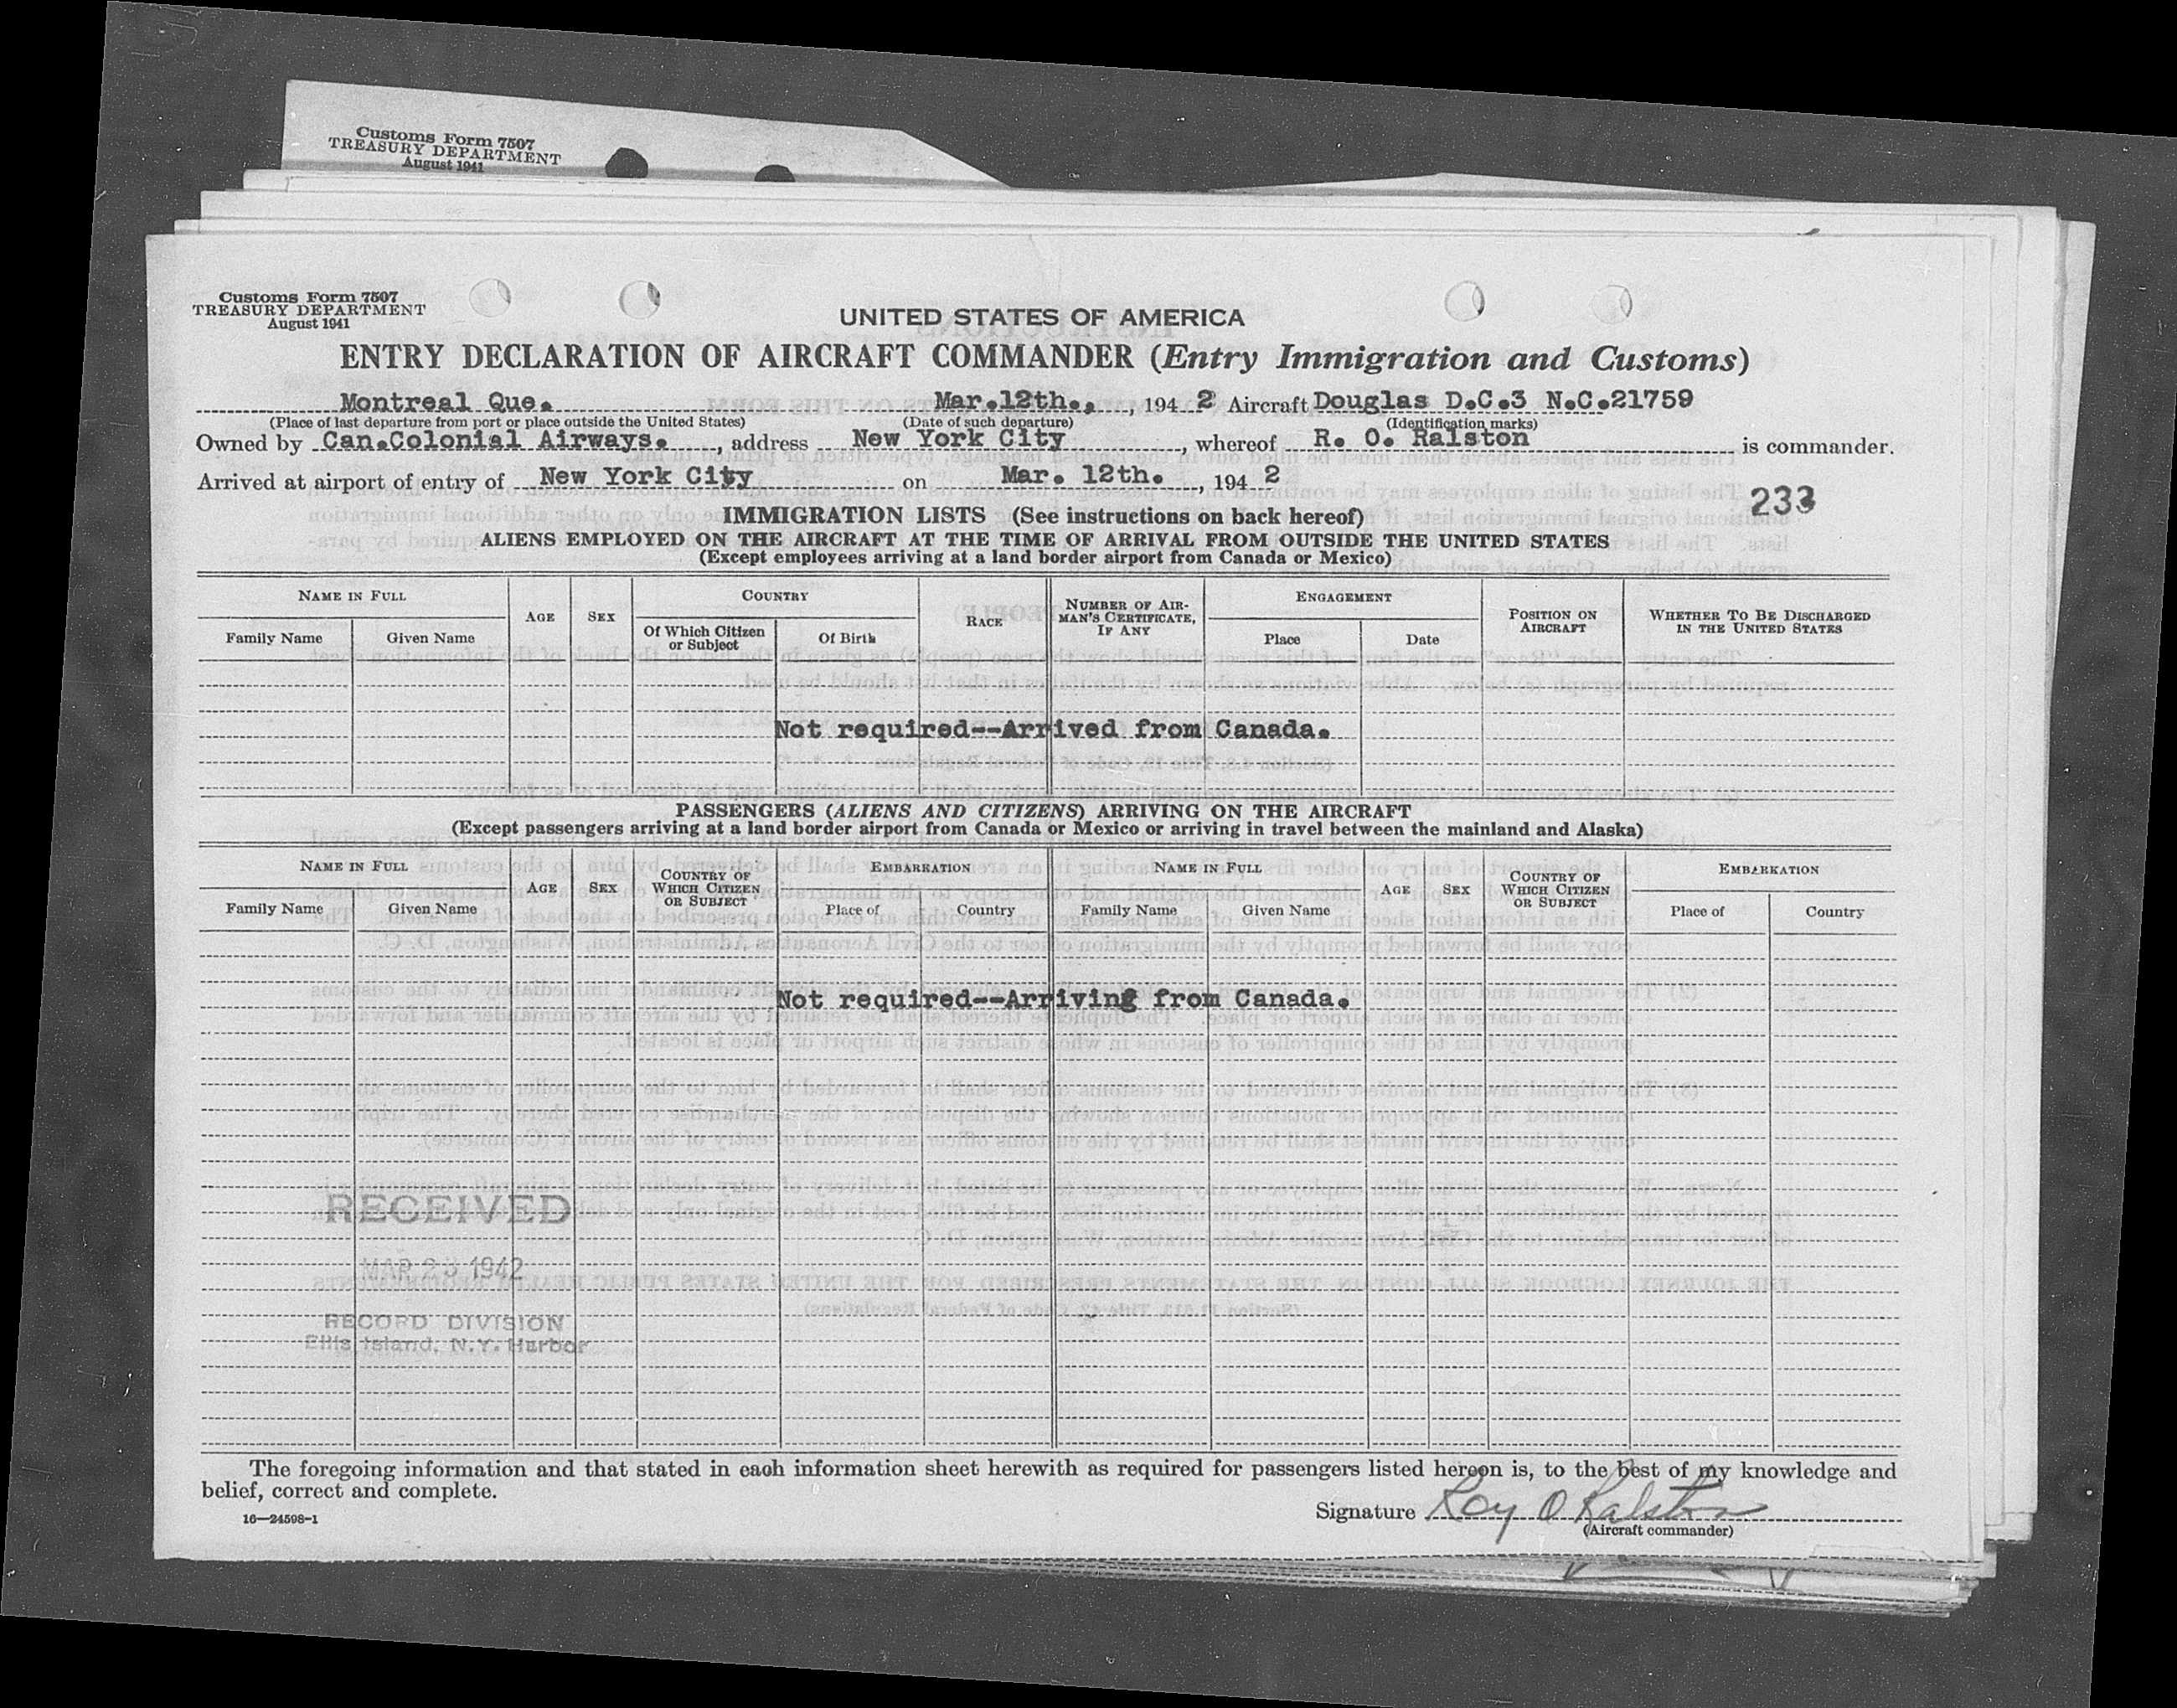 Customs Form 7507
TREASURY DEPARTMENT
August 1941
Customs Form 7507
TREASURY DEPARTMENT
August 1941
UNITED STATES OF AMERICA
ENTRY DECLARATION OF AIRCRAFT COMMANDER (Entry Immigration and Customs)
Montreal Que. Mar.12th., , 194 2 Aircraft Douglas D.C.3 N.C.21759
(Place of last departure from port or place outside the United States) (Date of such departure) (Identification marks)
Owned by Can.Colonial Airways. , address New York City , whereof R. O. Ralston is commander.
Arrived at airport of entry of New York City on Mar. 12th. , 194 2
233
IMMIGRATION LISTS (See instructions on back hereof)
ALIENS EMPLOYED ON THE AIRCRAFT AT THE TIME OF ARRIVAL FROM OUTSIDE THE UNITED STATES
(Except employees arriving at a land border airport from Canada or Mexico)
NAME IN FULL AGE SEX COUNTRY RACE NUMBER OF AIR-MAN'S CERTIFICATE, IF ANY ENGAGEMENT POSITION ON AIRCRAFT WHETHER TO BE DISCHARGED IN THE UNITED STATES
Family Name Given Name Of Which Citizen or Subject Of Birth Place Date
Not required--Arrived from Canada.
PASSENGERS (ALIENS AND CITIZENS) ARRIVING ON THE AIRCRAFT
(Except passengers arriving at a land border airport from Canada or Mexico or arriving in travel between the mainland and Alaska)
NAME IN FULL AGE SEX COUNTRY OF WHICH CITIZEN OR SUBJECT EMBARKATION NAME IN FULL AGE SEX COUNTRY OF WHICH CITIZEN OR SUBJECT EMBARKATION
Family Name Given Name Place of Country Family Name Given Name Place of Country
Not required--Arriving from Canada.
RECEIVED
MAR 23 1942
RECORD DIVISION
Ellis Island, N.Y. Harbor
The foregoing information and that stated in each information sheet herewith as required for passengers listed hereon is, to the best of my knowledge and
belief, correct and complete.
Signature Roy O Ralston
(Aircraft commander)
16—24598-1